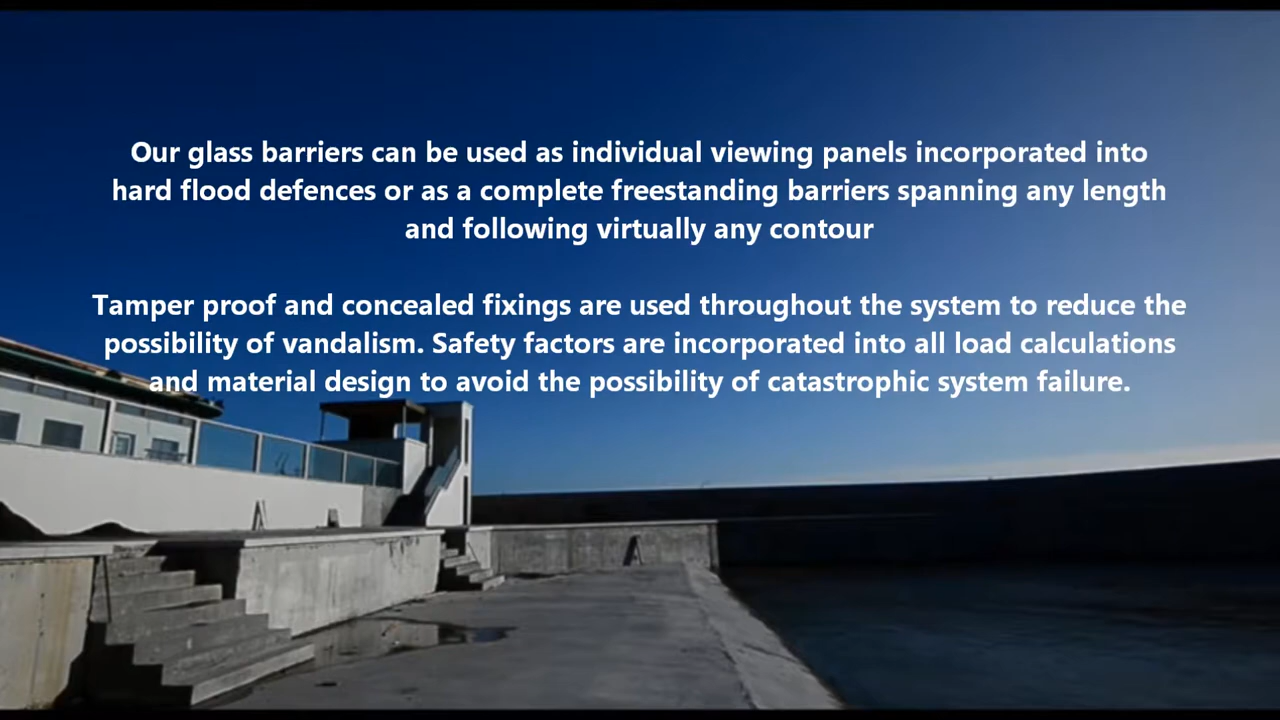 Our glass barriers can be used as individual viewing panels incorporated into
hard flood defences or as a complete freestanding barriers spanning any length
and following virtually any contour
Tamper proof and concealed fixings are used throughout the system to reduce the
possibility of vandalism. Safety factors are incorporated into all load calculations
and material design to avoid the possibility of catastrophic system failure.